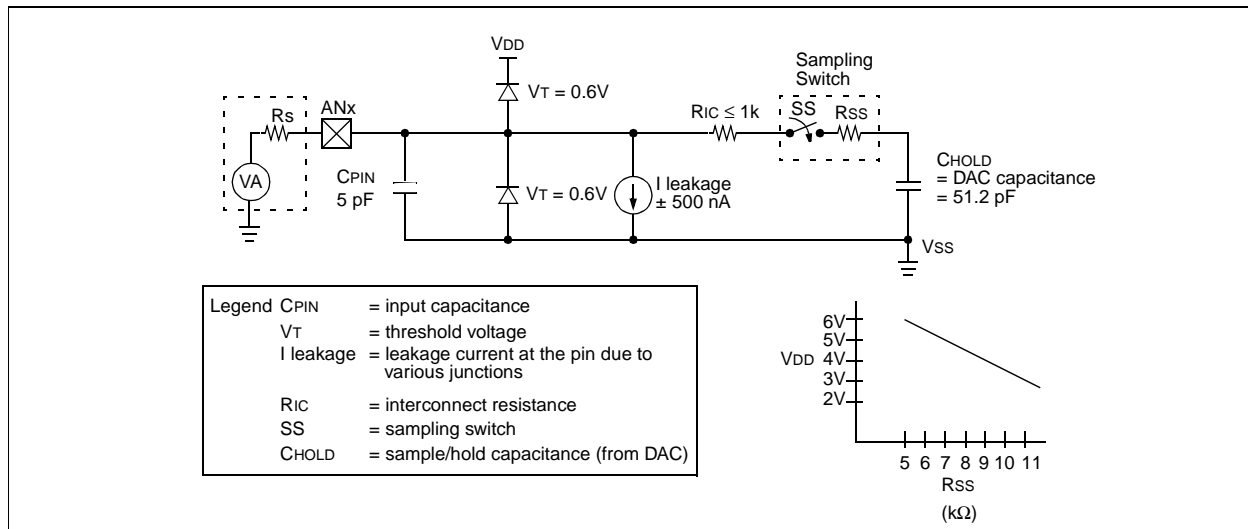 VDD
Sampling
Switch
VT = 0.6V
RIC ≤ 1k
SS
RSS
Rs
ANx
VA
CPIN
5 pF
VT = 0.6V
I leakage
± 500 nA
CHOLD
= DAC capacitance
= 51.2 pF
VSS
Legend CPIN = input capacitance
VT = threshold voltage
I leakage = leakage current at the pin due to
various junctions
RIC = interconnect resistance
SS = sampling switch
CHOLD = sample/hold capacitance (from DAC)
6V
5V
VDD 4V
3V
2V
5 6 7 8 9 10 11
RSS
(kΩ)